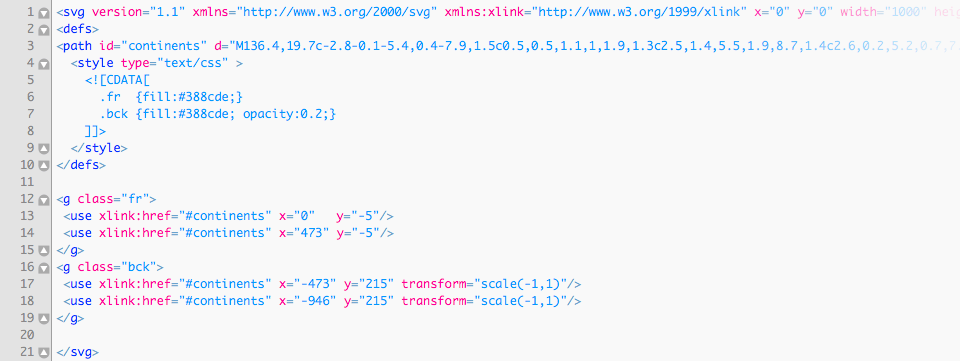 1 <svg version="1.1" xmlns="http://www.w3.org/2000/svg" xmlns:xlink="http://www.w3.org/1999/xlink" x="0" y="0" width="1000" heig
2 <defs>
3 <path id="continents" d="M136.4,19.7c-2.8-0.1-5.4,0.4-7.9,1.5c0.5,0.5,1.1,1,1.9,1.3c2.5,1.4,5.5,1.9,8.7,1.4c2.6,0.2,5.2,0.7,7.
4 <style type="text/css" >
5 <![CDATA[
6 .fr {fill:#388cde;}
7 .bck {fill:#388cde; opacity:0.2;}
8 ]]>
9 </style>
10 </defs>
11
12 <g class="fr">
13 <use xlink:href="#continents" x="0" y="-5"/>
14 <use xlink:href="#continents" x="473" y="-5"/>
15 </g>
16 <g class="bck">
17 <use xlink:href="#continents" x="-473" y="215" transform="scale(-1,1)"/>
18 <use xlink:href="#continents" x="-946" y="215" transform="scale(-1,1)"/>
19 </g>
20
21 </svg>